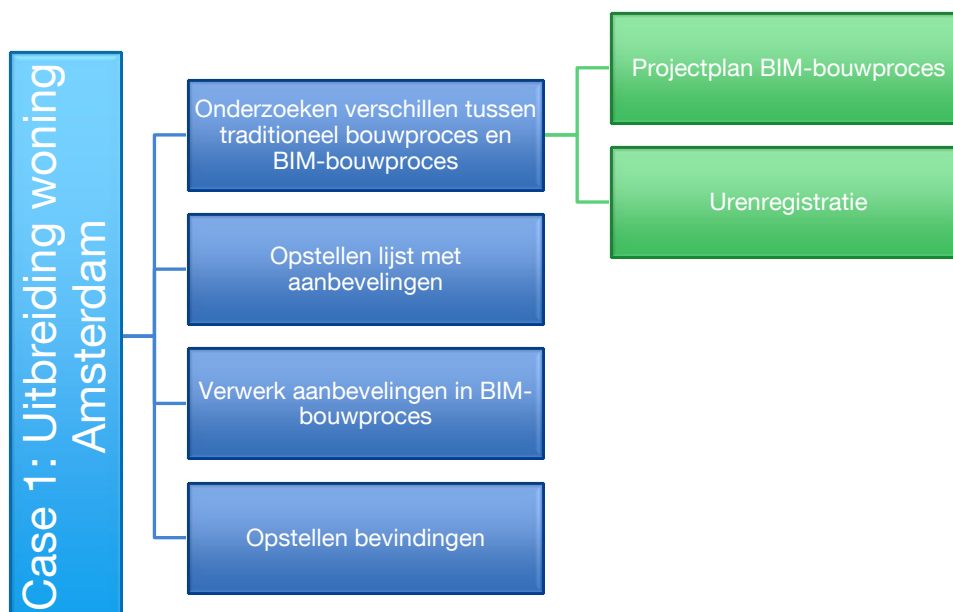 Case 1: Uitbreiding woning
Amsterdam
Onderzoeken verschillen tussen
traditioneel bouwproces en
BIM-bouwproces
Projectplan BIM-bouwproces
Urenregistratie
Opstellen lijst met
aanbevelingen
Verwerk aanbevelingen in BIM-
bouwproces
Opstellen bevindingen